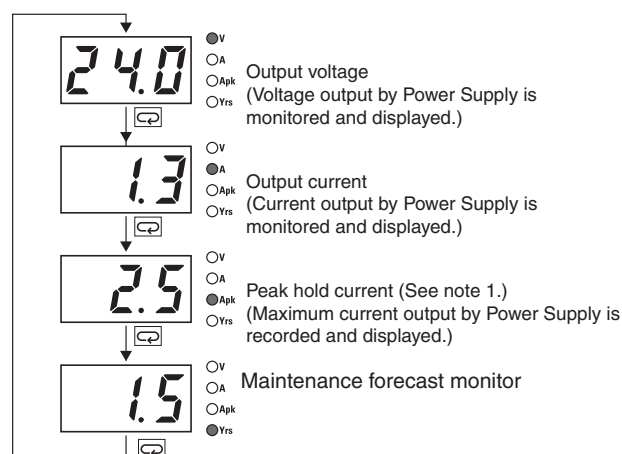 24.0
V
A
Apk
Yrs
Output voltage
(Voltage output by Power Supply is
monitored and displayed.)
1.3
V
A
Apk
Yrs
Output current
(Current output by Power Supply is
monitored and displayed.)
2.5
V
A
Apk
Yrs
Peak hold current (See note 1.)
(Maximum current output by Power Supply is
recorded and displayed.)
1.5
V
A
Apk
Yrs
Maintenance forecast monitor